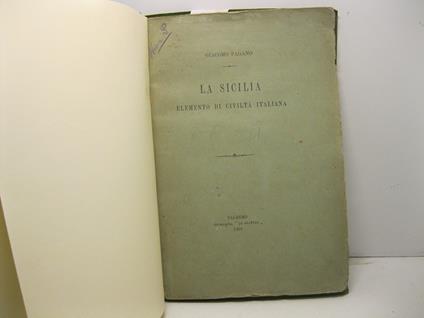 GIACOMO PAGANO
LA SICILIA
ELEMENTO DI CIVILTÀ ITALIANA
PALERMO